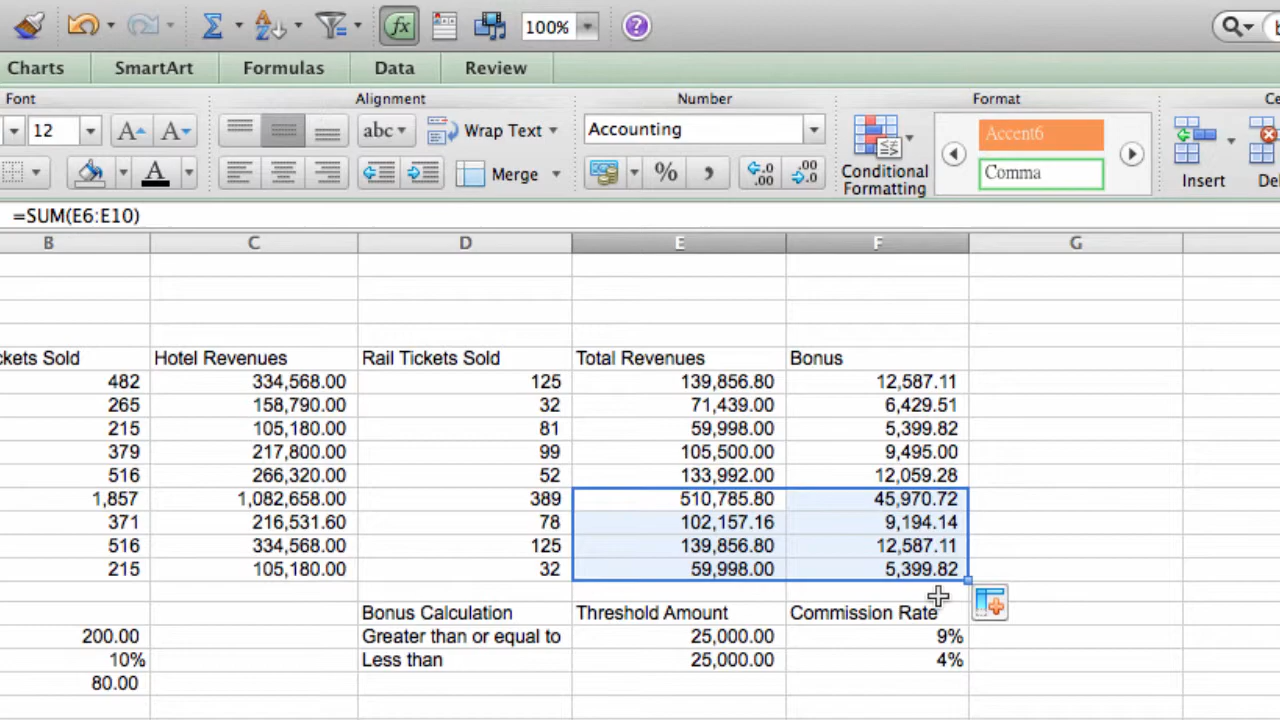 fx 100% ?
Charts SmartArt Formulas Data Review
Font Alignment Number Format
12 A A abc Wrap Text Accounting Accent6
A Merge % .0 .00 .00 .0 Conditional Formatting Comma Insert
=SUM(E6:E10)
B C D E F G
ckets Sold Hotel Revenues Rail Tickets Sold Total Revenues Bonus
482 334,568.00 125 139,856.80 12,587.11
265 158,790.00 32 71,439.00 6,429.51
215 105,180.00 81 59,998.00 5,399.82
379 217,800.00 99 105,500.00 9,495.00
516 266,320.00 52 133,992.00 12,059.28
1,857 1,082,658.00 389 510,785.80 45,970.72
371 216,531.60 78 102,157.16 9,194.14
516 334,568.00 125 139,856.80 12,587.11
215 105,180.00 32 59,998.00 5,399.82
Bonus Calculation Threshold Amount Commission Rate
200.00 Greater than or equal to 25,000.00 9%
10% Less than 25,000.00 4%
80.00